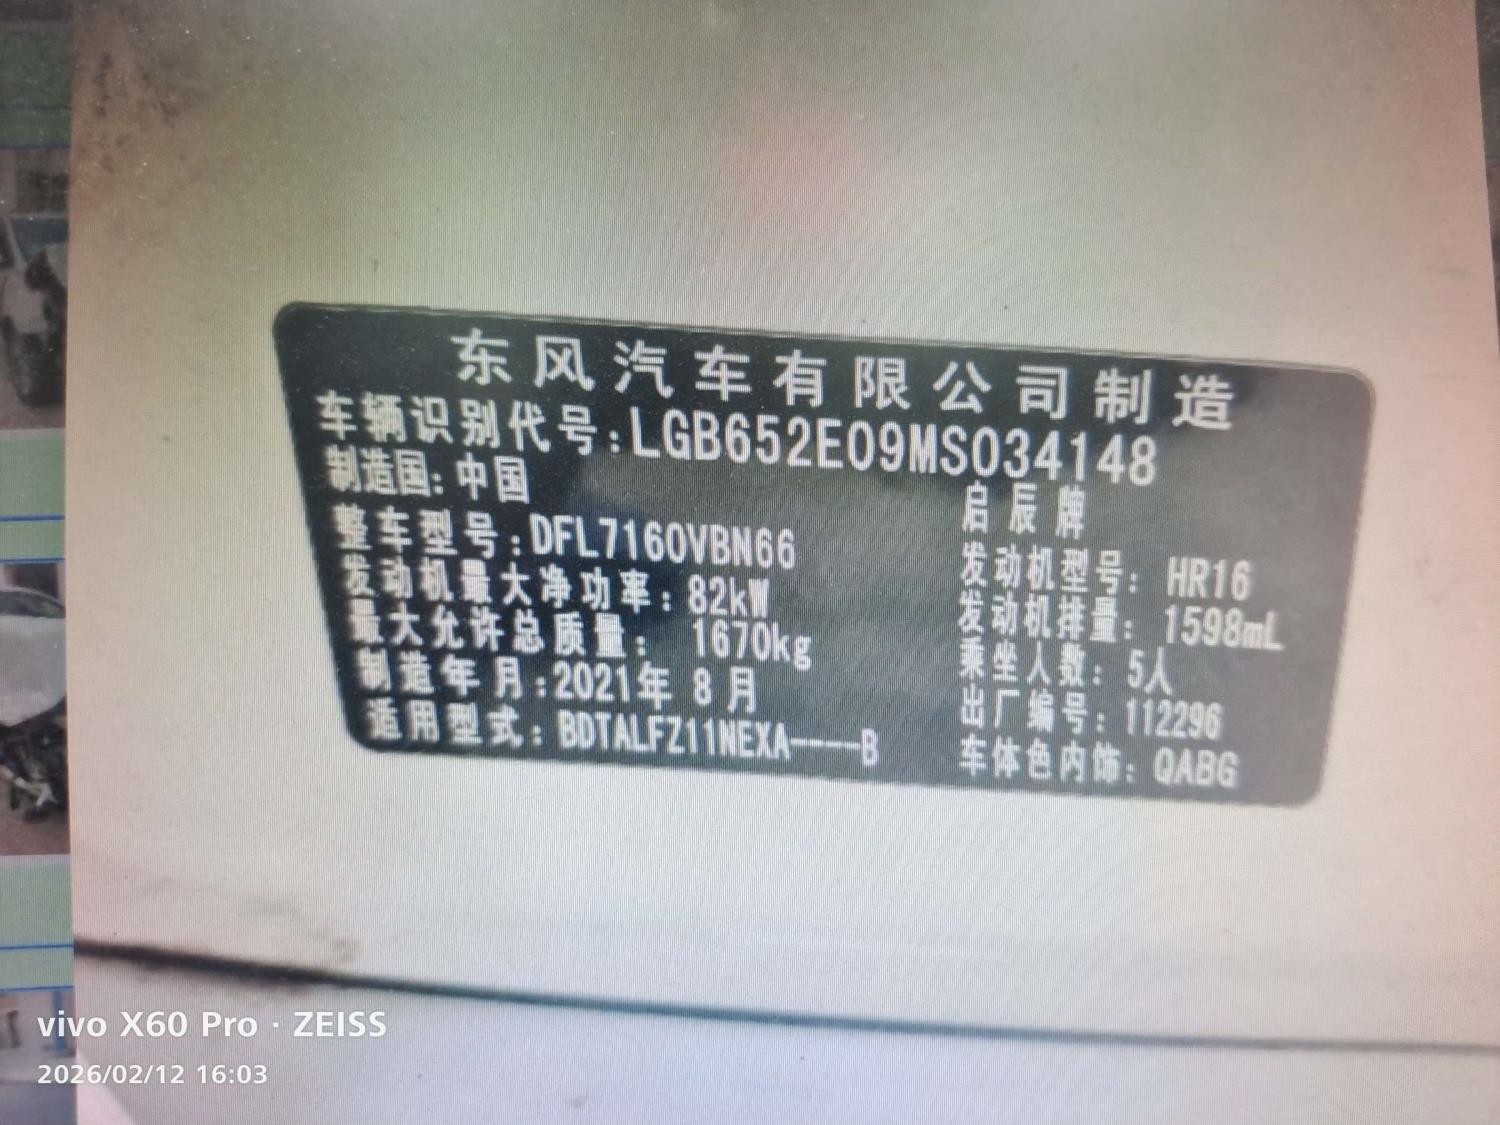 东风汽车有限公司制造
车辆识别代号:LGB652E09MS034148
制造国:中国
启辰牌
整车型号:DFL7160VBN66
发动机型号: HR16
发动机最大净功率: 82kW
发动机排量: 1598mL
最大允许总质量: 1670kg
乘坐人数: 5人
制造年月:2021年 8月
出厂编号: 112296
适用型式: BDTALFZ11NEXA----B
车体色内饰: QABG
vivo X60 Pro · ZEISS
2026/02/12 16:03